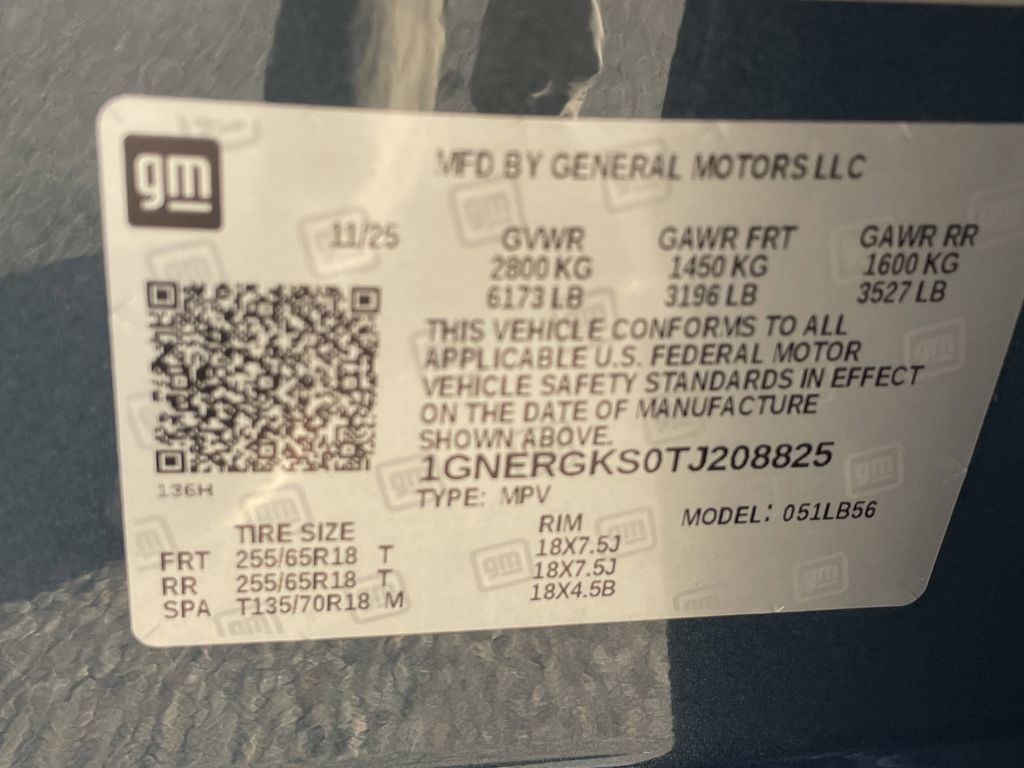 gm
MFD BY GENERAL MOTORS LLC
11/25
GVWR GAWR FRT GAWR RR
2800 KG 1450 KG 1600 KG
6173 LB 3196 LB 3527 LB
THIS VEHICLE CONFORMS TO ALL
APPLICABLE U.S. FEDERAL MOTOR
VEHICLE SAFETY STANDARDS IN EFFECT
ON THE DATE OF MANUFACTURE
SHOWN ABOVE.
1GNERGKS0TJ208825
136H
TYPE: MPV
MODEL: 051LB56
TIRE SIZE RIM
FRT 255/65R18 T 18X7.5J
RR 255/65R18 T 18X7.5J
SPA T135/70R18 M 18X4.5B